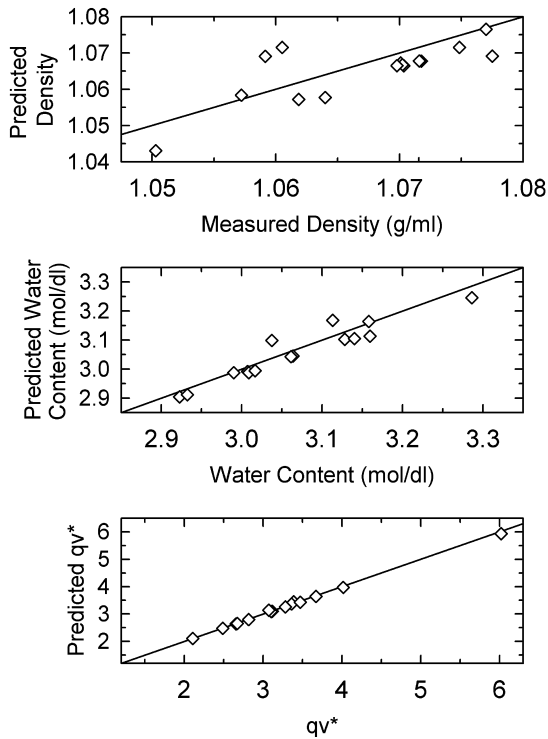 1.08
1.07
1.06
1.05
1.04
Predicted
Density
1.05 1.06 1.07 1.08
Measured Density (g/ml)
3.3
3.2
3.1
3.0
2.9
Predicted Water
Content (mol/dl)
2.9 3.0 3.1 3.2 3.3
Water Content (mol/dl)
6
5
4
3
2
Predicted qv*
2 3 4 5 6
qv*